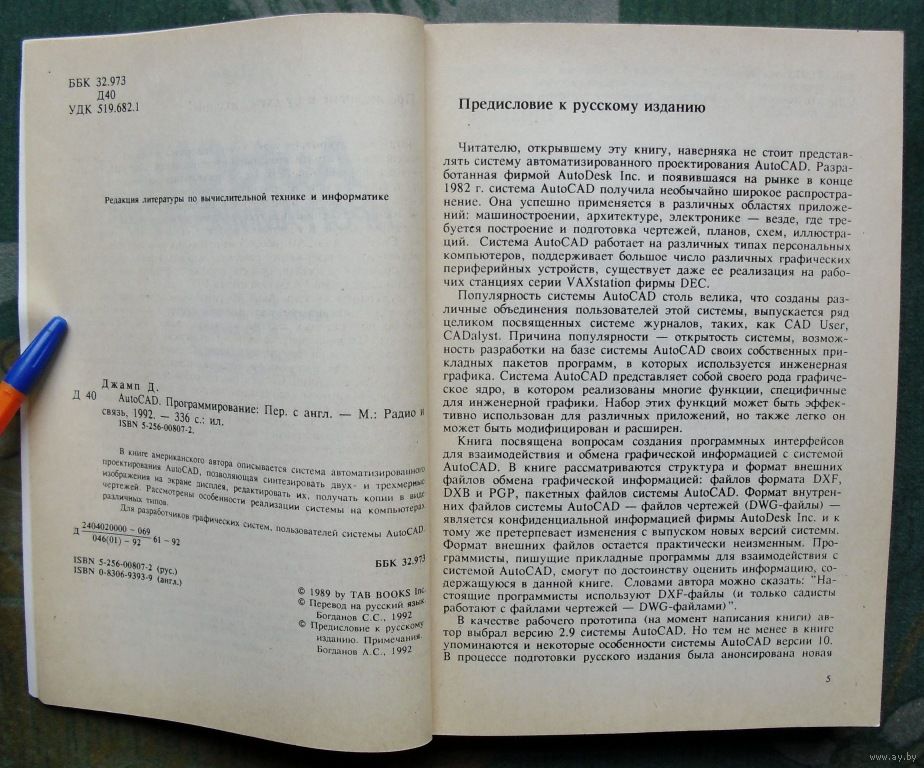 ББК 32.973
Д40
УДК 519.682.1
Редакция литературы по вычислительной технике и информатике
Джамп Д.
Д 40 AutoCAD. Программирование: Пер. с англ. — М.: Радио и
связь, 1992. — 336 с.: ил.
ISBN 5-256-00807-2.
В книге американского автора описывается система автоматизированного
проектирования AutoCAD, позволяющая синтезировать двух- и трехмерные
изображения на экране дисплея, редактировать их, получать копии в виде
чертежей. Рассмотрены особенности реализации системы на компьютерах
различных типов.
Для разработчиков графических систем, пользователей системы AutoCAD.
Д 2404020000 – 069
046(01) – 92 61 – 92
ББК 32.973
ISBN 5-256-00807-2 (рус.)
ISBN 0-8306-9393-9 (англ.)
© 1989 by TAB BOOKS Inc.
© Перевод на русский язык.
Богданов С.С., 1992
© Предисловие к русскому
изданию. Примечания.
Богданов А.С., 1992
Предисловие к русскому изданию
Читателю, открывшему эту книгу, наверняка не стоит представ-
лять систему автоматизированного проектирования AutoCAD. Разра-
ботанная фирмой AutoDesk Inc. и появившаяся на рынке в конце
1982 г. система AutoCAD получила необычайно широкое распростра-
нение. Она успешно применяется в различных областях приложе-
ний: машиностроении, архитектуре, электронике — везде, где тре-
буется построение и подготовка чертежей, планов, схем, иллюстра-
ций. Система AutoCAD работает на различных типах персональных
компьютеров, поддерживает большое число различных графических
периферийных устройств, существует даже ее реализация на рабо-
чих станциях серии VAXstation фирмы DEC.
Популярность системы AutoCAD столь велика, что созданы раз-
личные объединения пользователей этой системы, выпускается ряд
целиком посвященных системе журналов, таких, как CAD User,
CADalyst. Причина популярности — открытость системы, возмож-
ность разработки на базе системы AutoCAD своих собственных при-
кладных пакетов программ, в которых используется инженерная
графика. Система AutoCAD представляет собой своего рода графиче-
ское ядро, в котором реализованы многие функции, специфичные
для инженерной графики. Набор этих функций может быть эффек-
тивно использован для различных приложений, но также легко он
может быть модифицирован и расширен.
Книга посвящена вопросам создания программных интерфейсов
для взаимодействия и обмена графической информацией с системой
AutoCAD. В книге рассматриваются структура и формат внешних
файлов обмена графической информацией: файлов формата DXF,
DXB и PGP, пакетных файлов системы AutoCAD. Формат внутрен-
них файлов системы AutoCAD — файлов чертежей (DWG-файлы) —
является конфиденциальной информацией фирмы AutoDesk Inc. и к
тому же претерпевает изменения с выпуском новых версий системы.
Формат внешних файлов остается практически неизменным. Про-
граммисты, пишущие прикладные программы для взаимодействия с
системой AutoCAD, смогут по достоинству оценить информацию, со-
держащуюся в данной книге. Словами автора можно сказать: "На-
стоящие программисты используют DXF-файлы (и только садисты
работают с файлами чертежей — DWG-файлами)".
В качестве рабочего прототипа (на момент написания книги) ав-
тор выбрал версию 2.9 системы AutoCAD. Но тем не менее в книге
упоминаются и некоторые особенности системы AutoCAD версии 10.
В процессе подготовки русского издания была анонсирована новая
5
www.ay.by